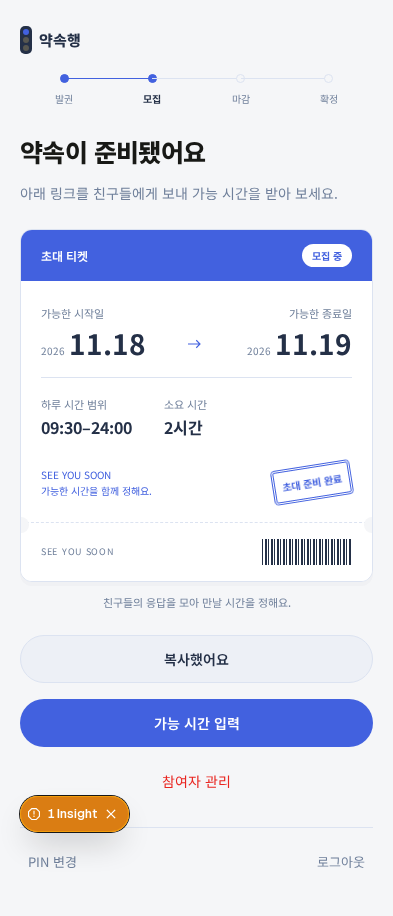 약속행
발권
모집
마감
확정
약속이 준비됐어요
아래 링크를 친구들에게 보내 가능 시간을 받아 보세요.
초대 티켓
모집 중
가능한 시작일
가능한 종료일
2026 11.18
→
2026 11.19
하루 시간 범위
소요 시간
09:30–24:00
2시간
SEE YOU SOON
가능한 시간을 함께 정해요.
초대 준비 완료
SEE YOU SOON
친구들의 응답을 모아 만날 시간을 정해요.
복사했어요
가능 시간 입력
참여자 관리
1 Insight
PIN 변경
로그아웃